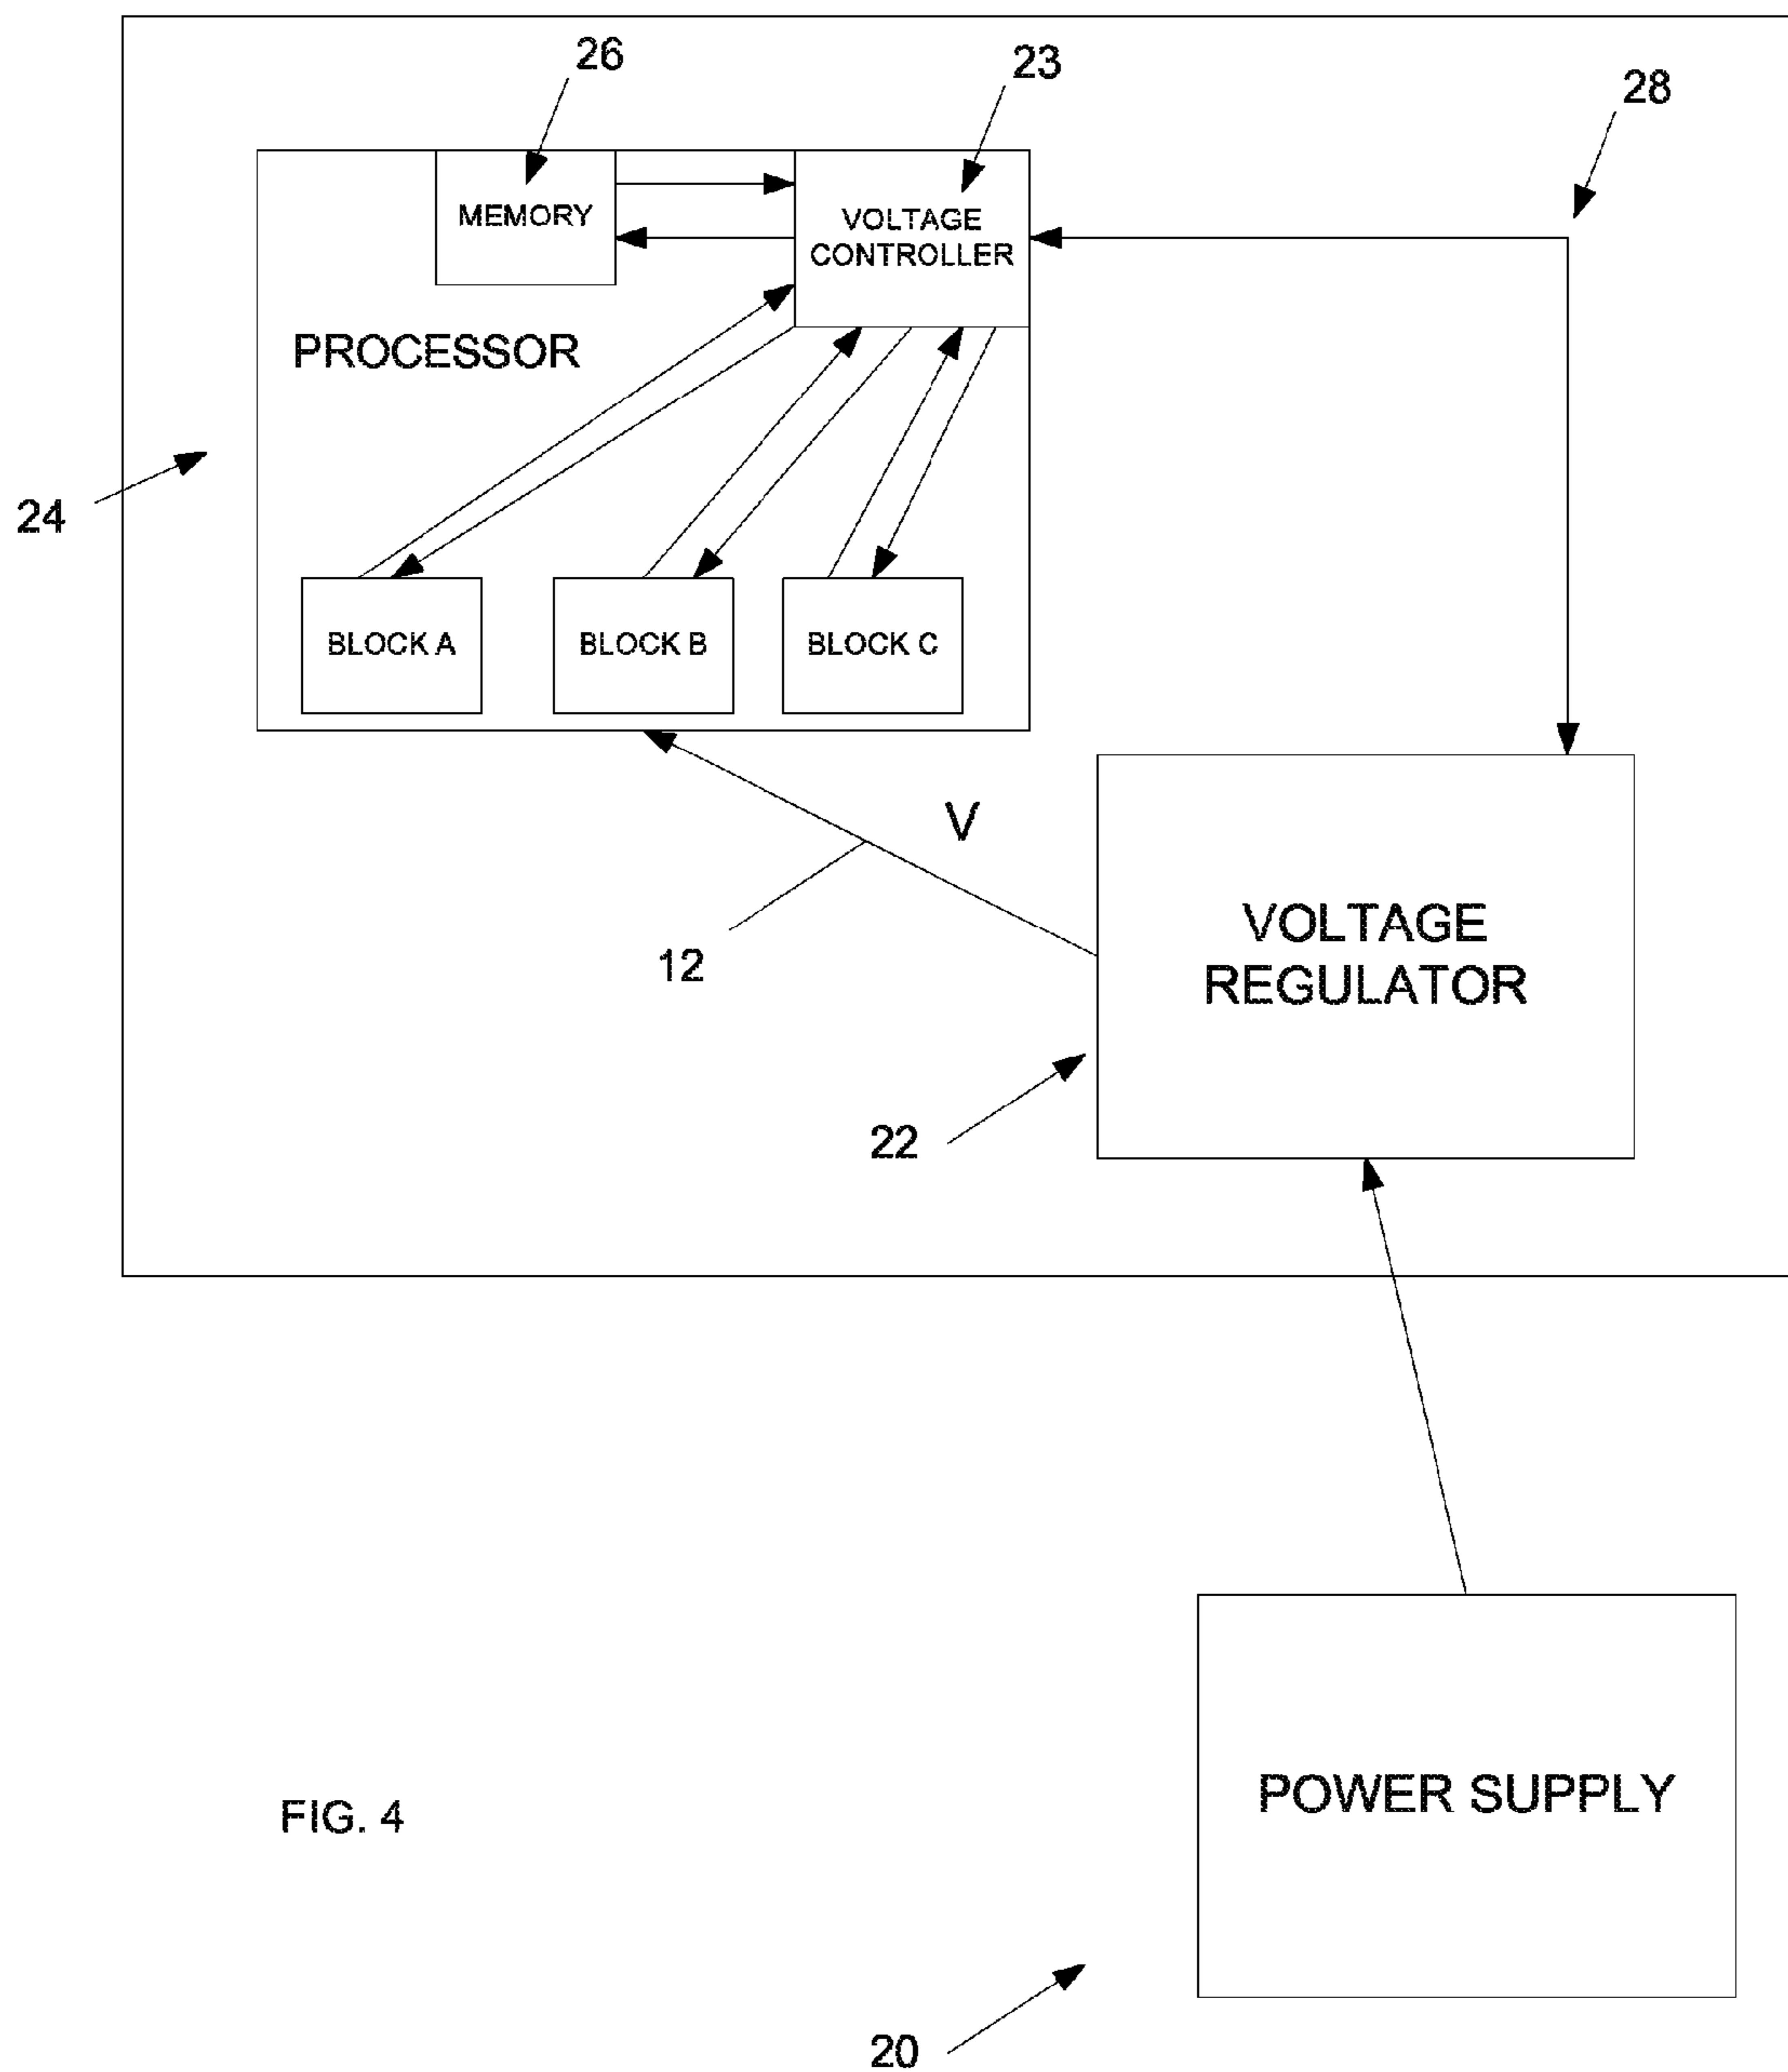 26
23
28
MEMORY
VOLTAGE
CONTROLLER
PROCESSOR
24
BLOCK A
BLOCK B
BLOCK C
V
12
VOLTAGE
REGULATOR
22
POWER SUPPLY
FIG. 4
20